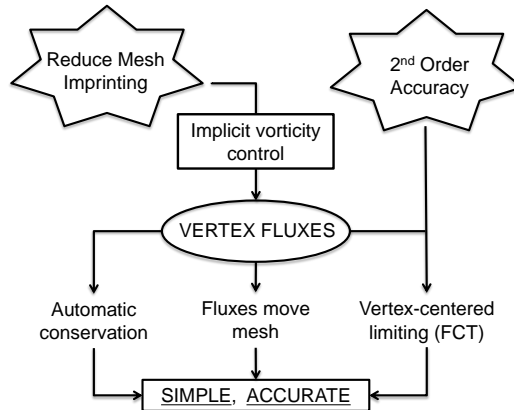 Reduce Mesh
Imprinting
2nd Order
Accuracy
Implicit vorticity
control
VERTEX FLUXES
Automatic
conservation
Fluxes move
mesh
Vertex-centered
limiting (FCT)
SIMPLE, ACCURATE